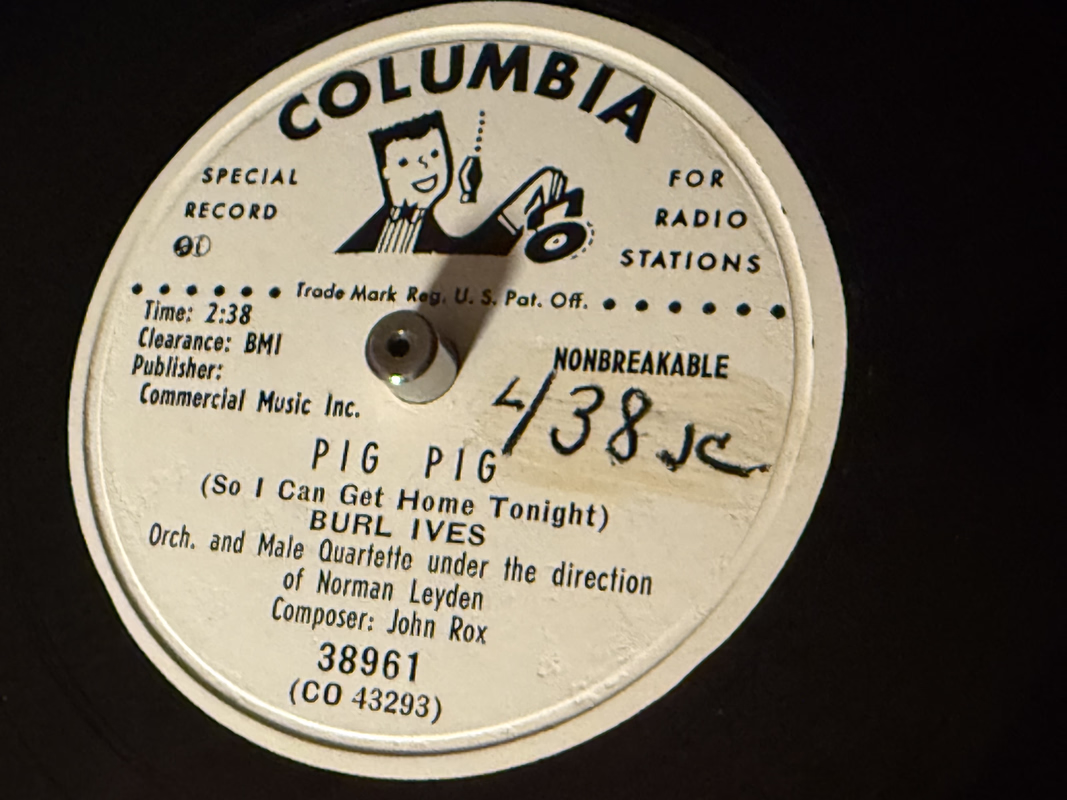 COLUMBIA
SPECIAL
RECORD
FOR
RADIO
STATIONS
Trade Mark Reg. U. S. Pat. Off.
Time: 2:38
Clearance: BMI
Publisher:
Commercial Music Inc.
NONBREAKABLE
4/38 JC
PIG PIG
(So I Can Get Home Tonight)
BURL IVES
Orch. and Male Quartette under the direction
of Norman Leyden
Composer: John Rox
38961
(CO 43293)